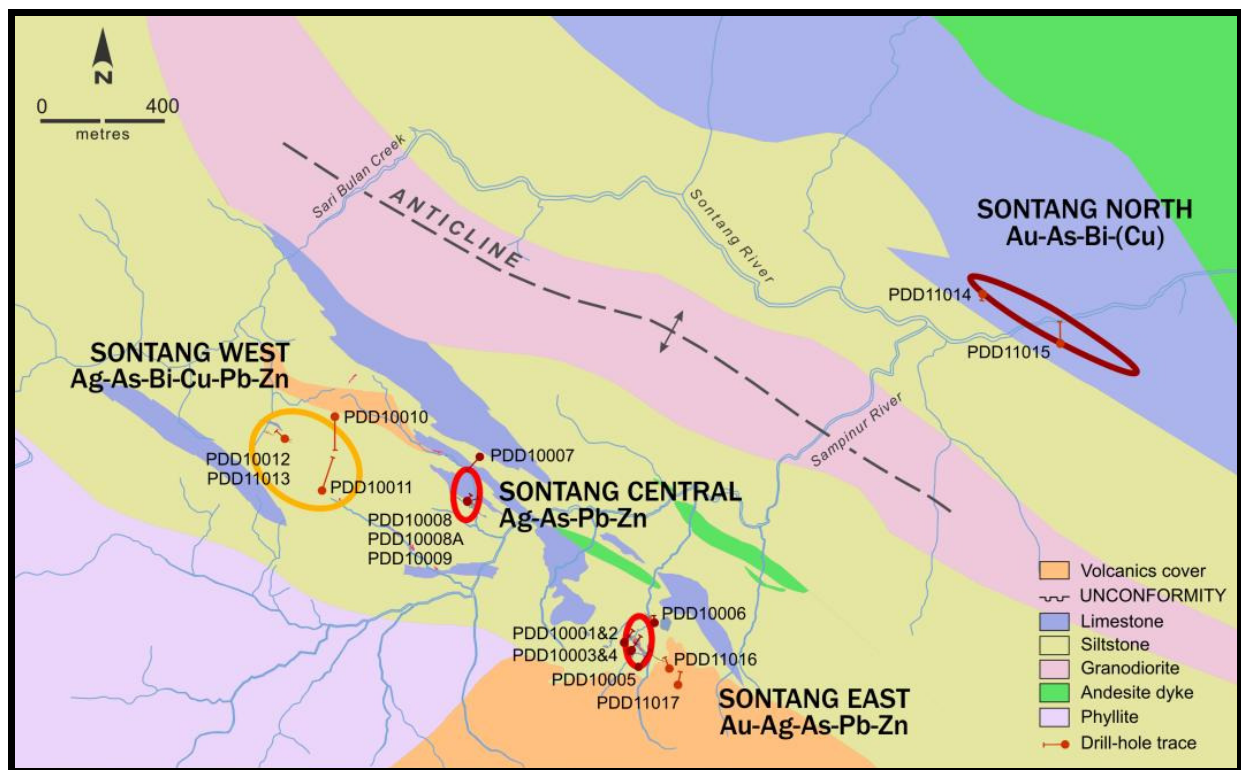 N
0 400
metres
Sari Bulan Creek
ANTICLINE
Sontang River
SONTANG NORTH
Au-As-Bi-(Cu)
PDD11014
PDD11015
Sampinur River
SONTANG WEST
Ag-As-Bi-Cu-Pb-Zn
PDD10010
PDD10012
PDD11013
PDD10011
PDD10007
SONTANG CENTRAL
Ag-As-Pb-Zn
PDD10008
PDD10008A
PDD10009
PDD10006
PDD10001&2
PDD10003&4
PDD10005
PDD11016
PDD11017
SONTANG EAST
Au-Ag-As-Pb-Zn
Volcanics cover
UNCONFORMITY
Limestone
Siltstone
Granodiorite
Andesite dyke
Phyllite
Drill-hole trace